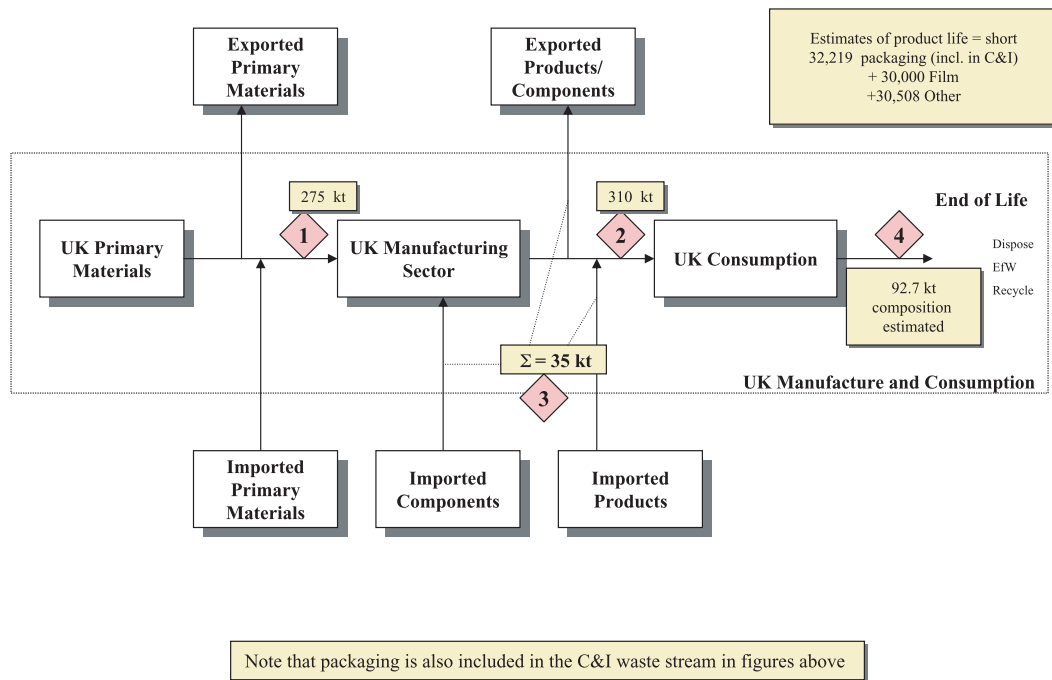 Exported
Primary
Materials
Exported
Products/
Components
Estimates of product life = short
32,219 packaging (incl. in C&I)
+ 30,000 Film
+30,508 Other
275 kt
310 kt
End of Life
UK Primary
Materials
1
UK Manufacturing
Sector
2
UK Consumption
4
Dispose
EfW
Recycle
92.7 kt
composition
estimated
Σ = 35 kt
3
UK Manufacture and Consumption
Imported
Primary
Materials
Imported
Components
Imported
Products
Note that packaging is also included in the C&I waste stream in figures above